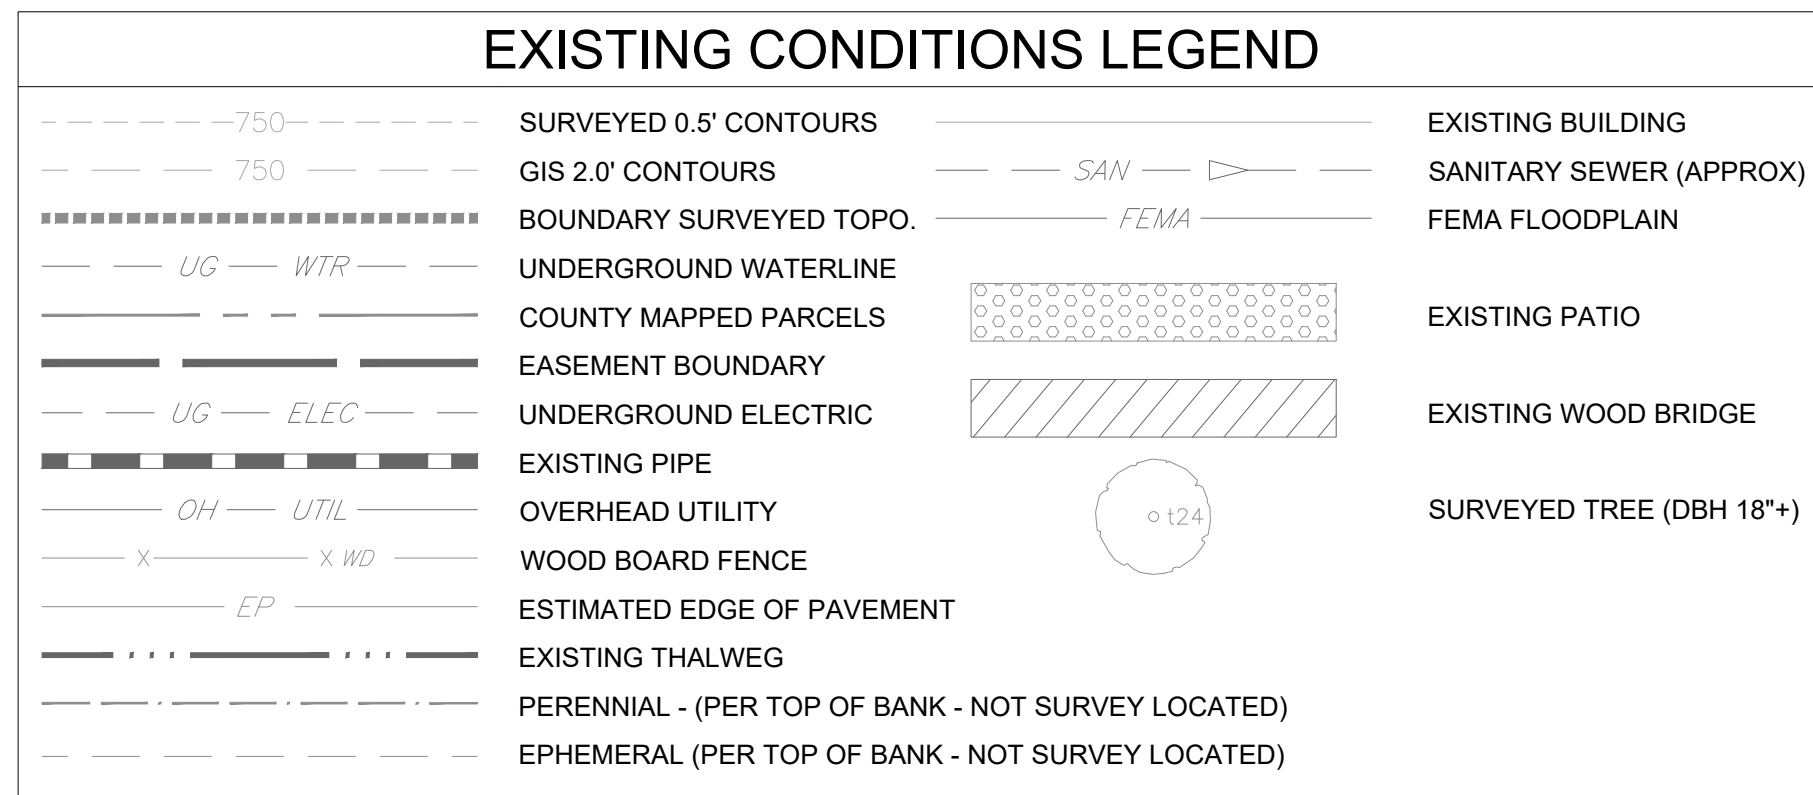 EXISTING CONDITIONS LEGEND
750 SURVEYED 0.5' CONTOURS
750 GIS 2.0' CONTOURS
BOUNDARY SURVEYED TOPO.
UG WTR UNDERGROUND WATERLINE
COUNTY MAPPED PARCELS
EASEMENT BOUNDARY
UG ELEC UNDERGROUND ELECTRIC
EXISTING PIPE
OH UTIL OVERHEAD UTILITY
X X WD WOOD BOARD FENCE
EP ESTIMATED EDGE OF PAVEMENT
EXISTING THALWEG
PERENNIAL - (PER TOP OF BANK - NOT SURVEY LOCATED)
EPHEMERAL (PER TOP OF BANK - NOT SURVEY LOCATED)
EXISTING BUILDING
SAN SANITARY SEWER (APPROX)
FEMA FEMA FLOODPLAIN
EXISTING PATIO
EXISTING WOOD BRIDGE
t24 SURVEYED TREE (DBH 18"+)